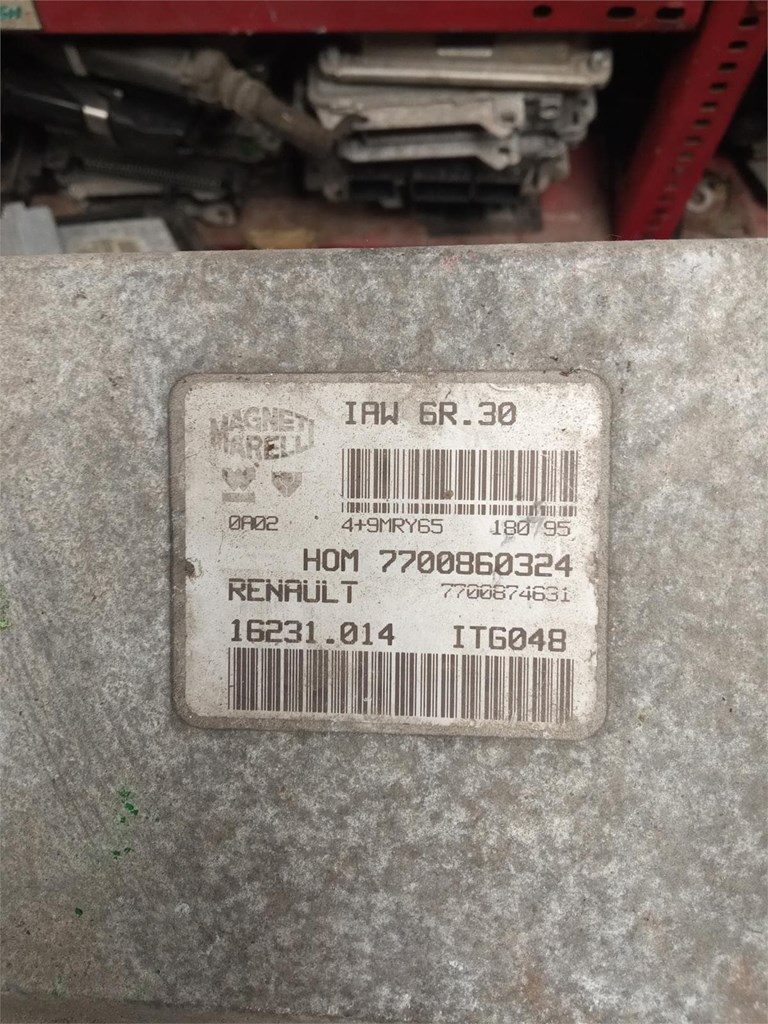 MAGNETI
MARELLI
IAW 6R.30
0A02 4+9MRY65 180 95
HOM 7700860324
RENAULT 7700874631
16231.014 ITG048